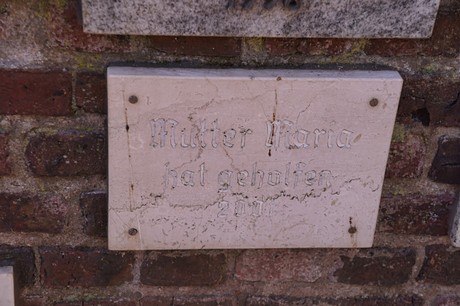 Mutter Maria
hat geholfen